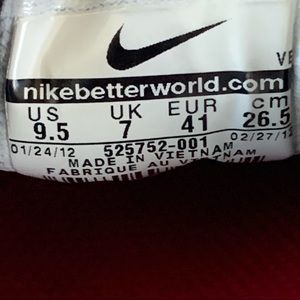 VE
nikebetterworld.com
US UK EUR cm
9.5 7 41 26.5
01/24/12 525752-001 02/27/12
MADE IN VIETNAM
FABRIQUE AU VIETNAM